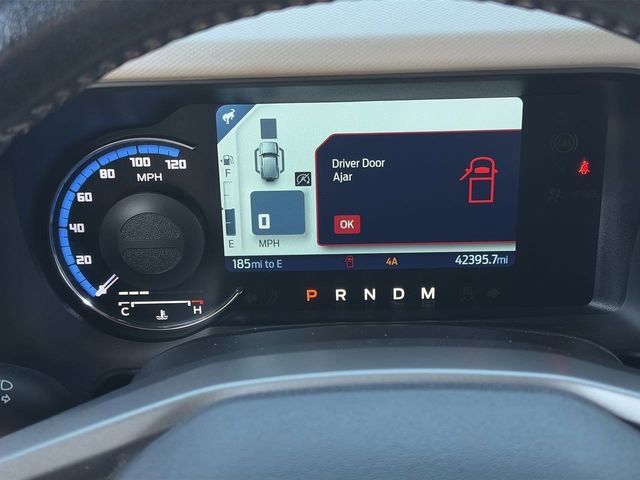 120
100
80
60
40
20
MPH
C H
F
E
0
MPH
Driver Door
Ajar
OK
185mi to E
4A
42395.7mi
P R N D M